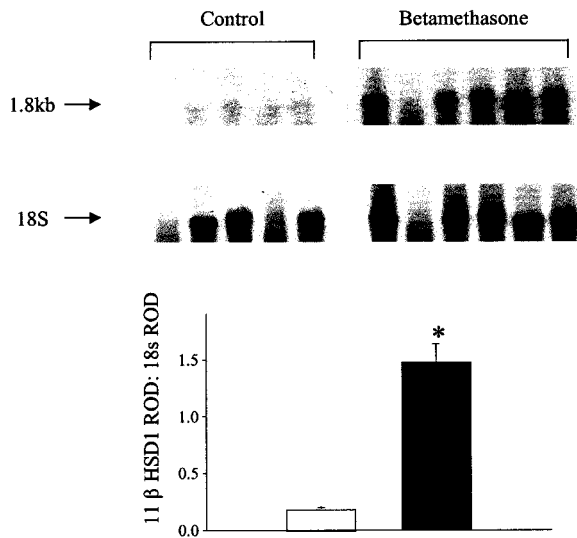 Control Betamethasone
1.8kb
18S
*
11 β HSD1 ROD: 18s ROD
1.5
1.0
0.5
0.0